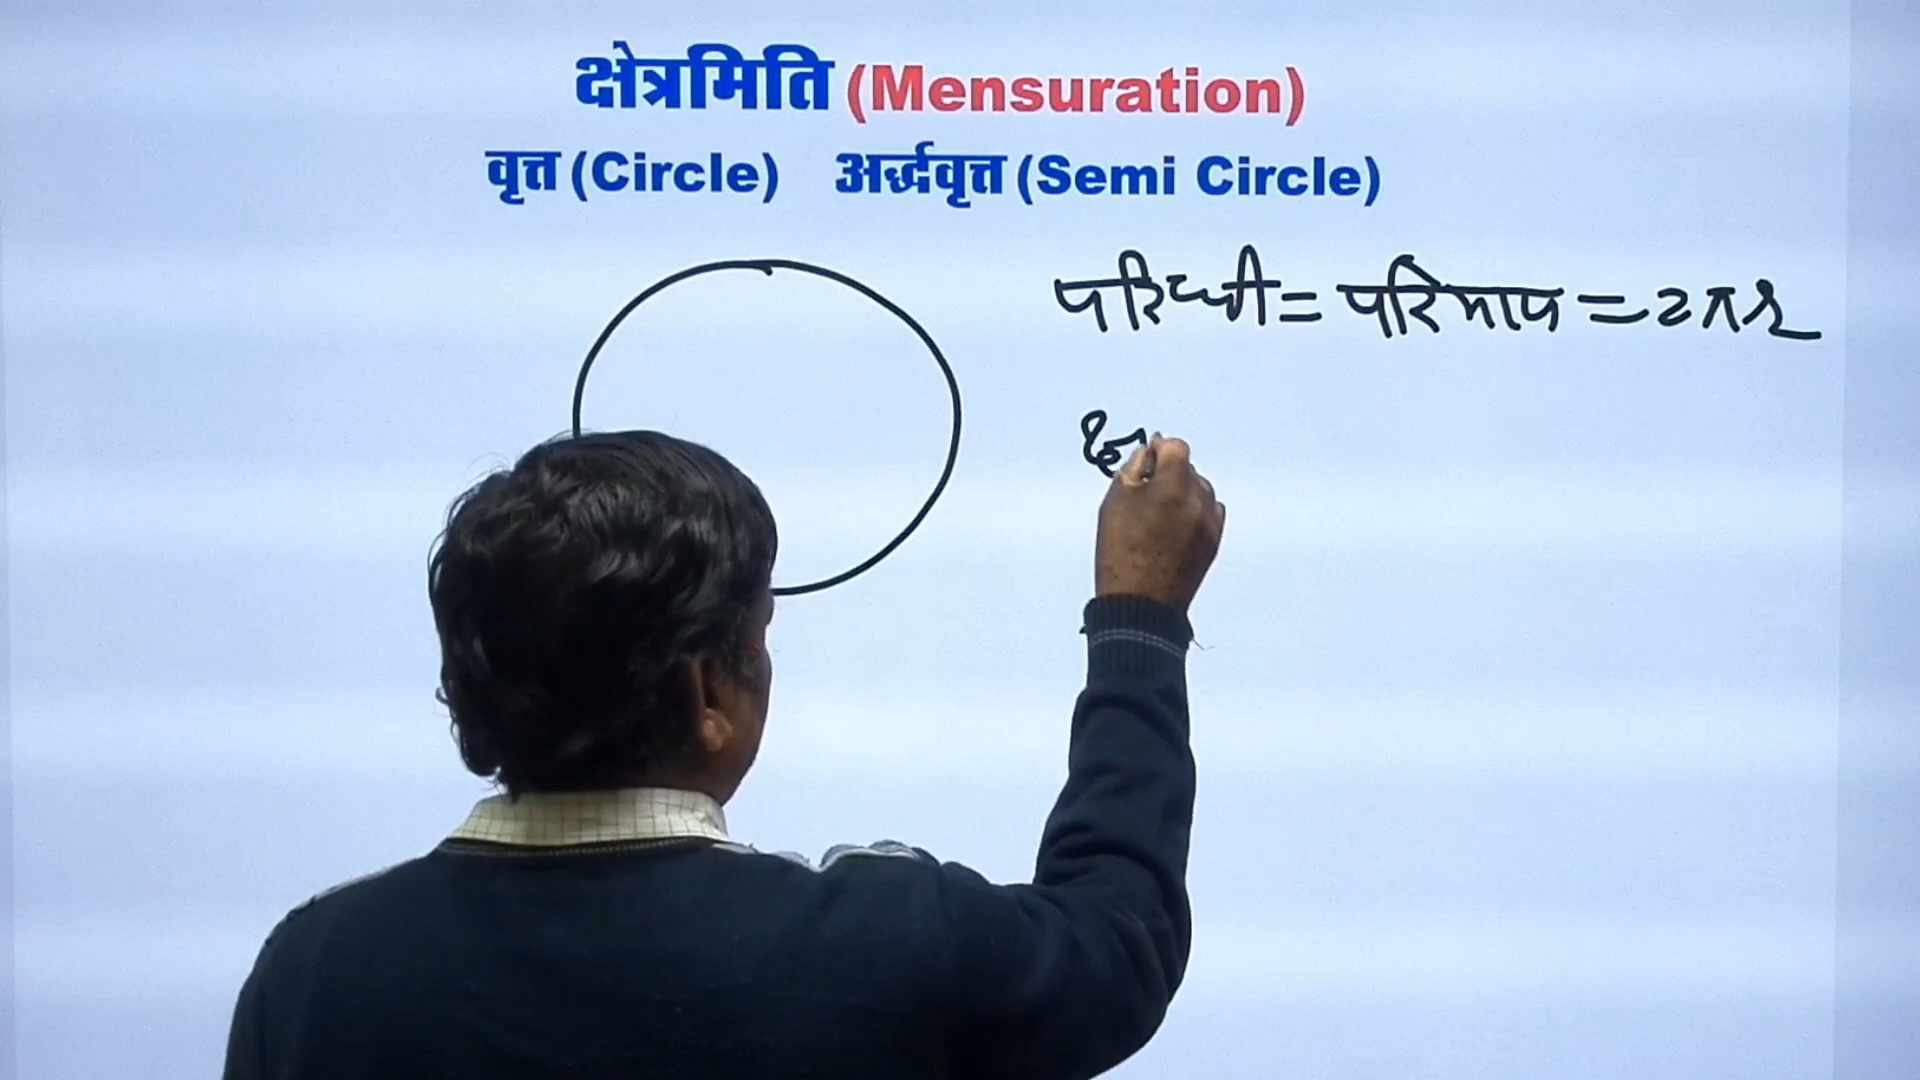 क्षेत्रमिति (Mensuration)
वृत्त (Circle) अर्द्धवृत्त (Semi Circle)
परिधी = परिमाप = 2πr
क्ष